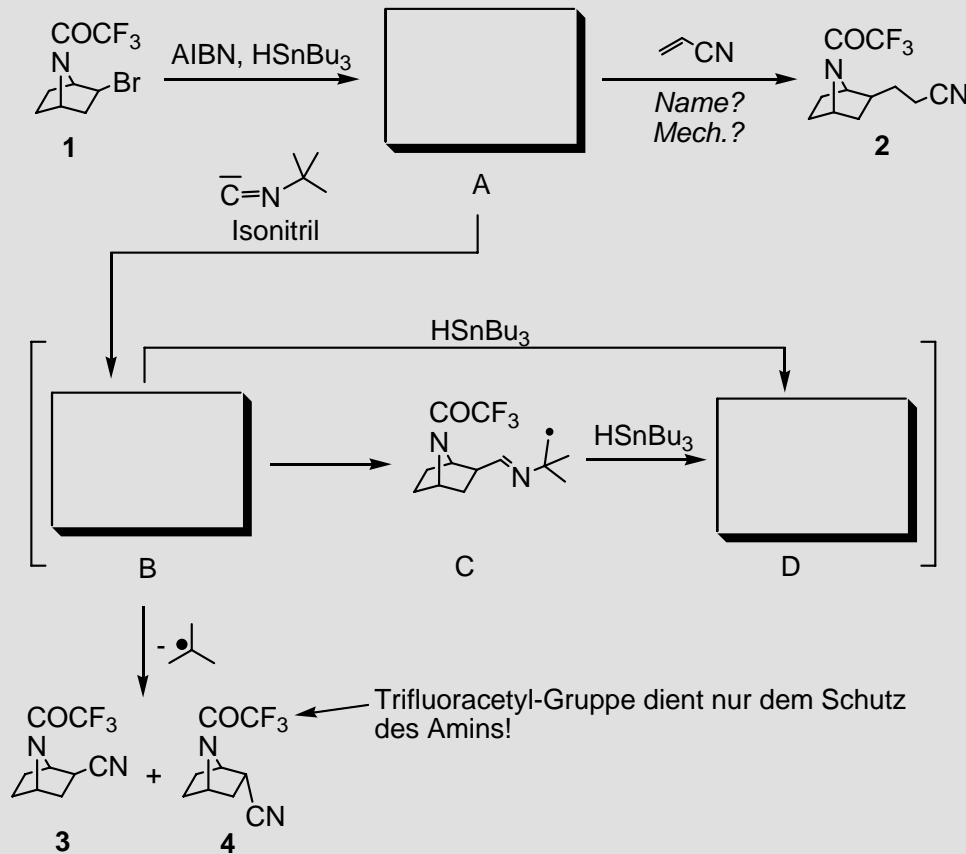 COCF₃
N
Br
1
AIBN, HSnBu₃
A
CN
Name?
Mech.?
COCF₃
N
CN
2
C=N
Isonitril
HSnBu₃
B
COCF₃
N
N
C
HSnBu₃
D
-
COCF₃
N
CN
3
+
COCF₃
N
CN
4
Trifluoracetyl-Gruppe dient nur dem Schutz
des Amins!